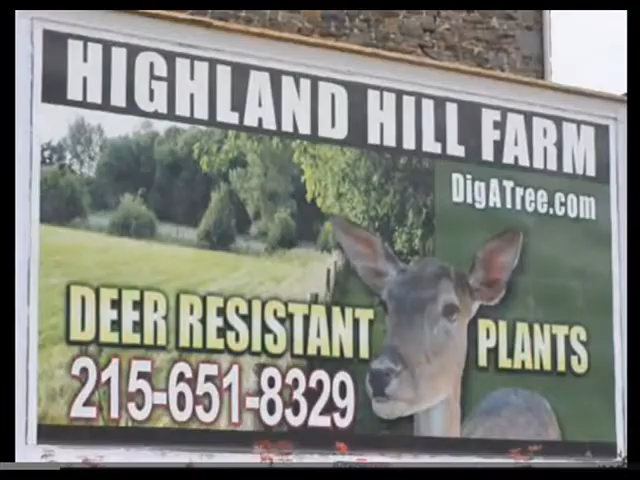 HIGHLAND HILL FARM
DigATree.com
DEER RESISTANT PLANTS
215-651-8329